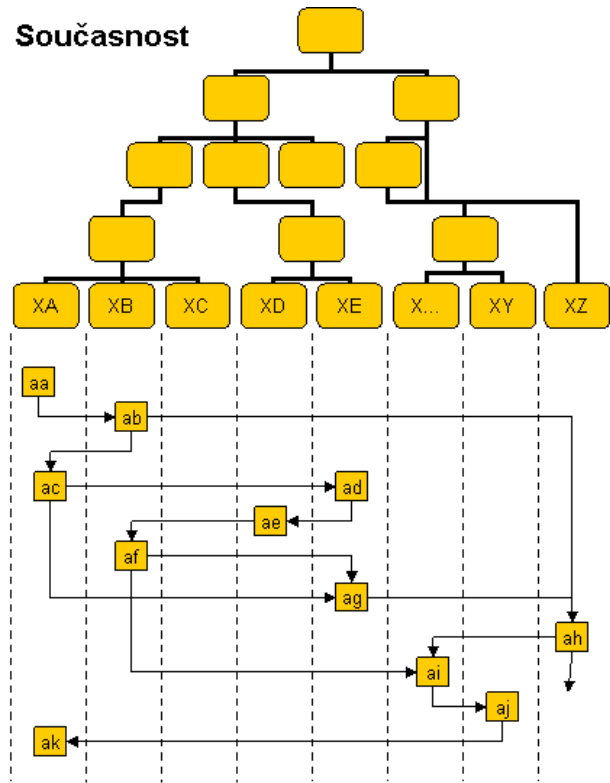 Současnost
XA XB XC XD XE X... XY XZ
aa
ab
ac ad
ae
af
ag
ah
ai
aj
ak